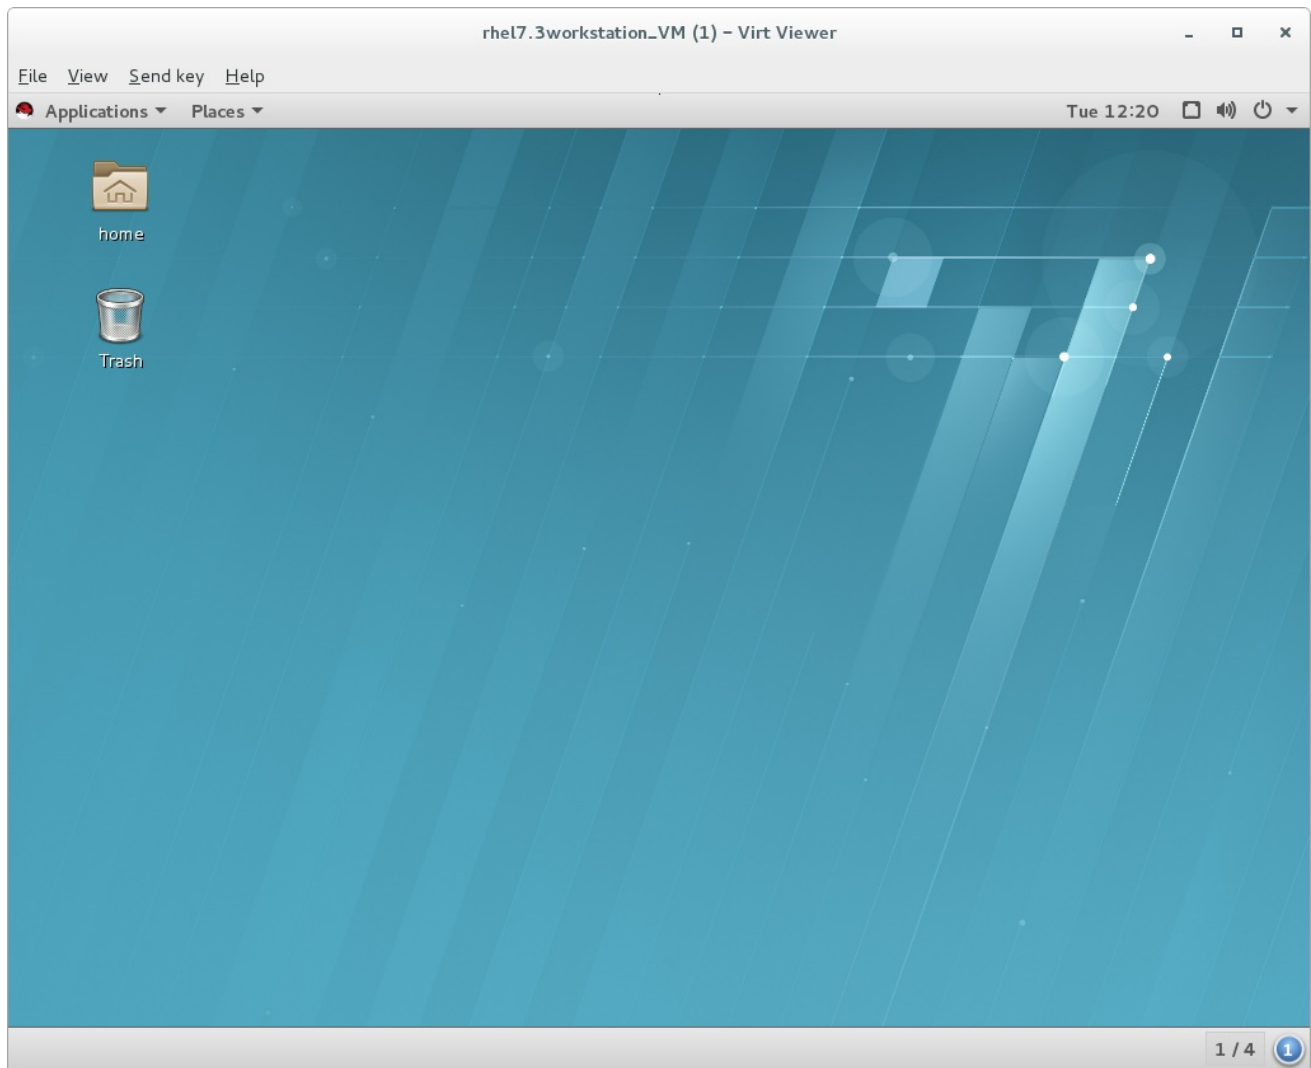 rhel7.3workstation_VM (1) – Virt Viewer
File View Send key Help
Applications Places Tue 12:20
home
Trash
1 / 4 1